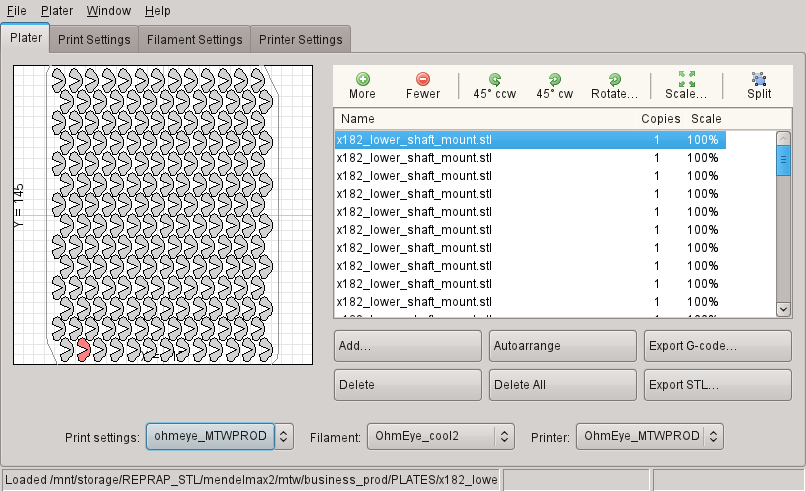 File Plater Window Help
Plater Print Settings Filament Settings Printer Settings
More Fewer 45° ccw 45° cw Rotate... Scale... Split
Name Copies Scale
x182_lower_shaft_mount.stl 1 100%
x182_lower_shaft_mount.stl 1 100%
x182_lower_shaft_mount.stl 1 100%
x182_lower_shaft_mount.stl 1 100%
x182_lower_shaft_mount.stl 1 100%
x182_lower_shaft_mount.stl 1 100%
x182_lower_shaft_mount.stl 1 100%
x182_lower_shaft_mount.stl 1 100%
x182_lower_shaft_mount.stl 1 100%
x182_lower_shaft_mount.stl 1 100%
x182_lower_shaft_mount.stl 1 100%
Y = 145
Add... Autoarrange Export G-code...
Delete Delete All Export STL...
Print settings: ohmeye_MTWPROD Filament: OhmEye_cool2 Printer: OhmEye_MTWPROD
Loaded /mnt/storage/REPRAP_STL/mendelmax2/mtw/business_prod/PLATES/x182_lowe